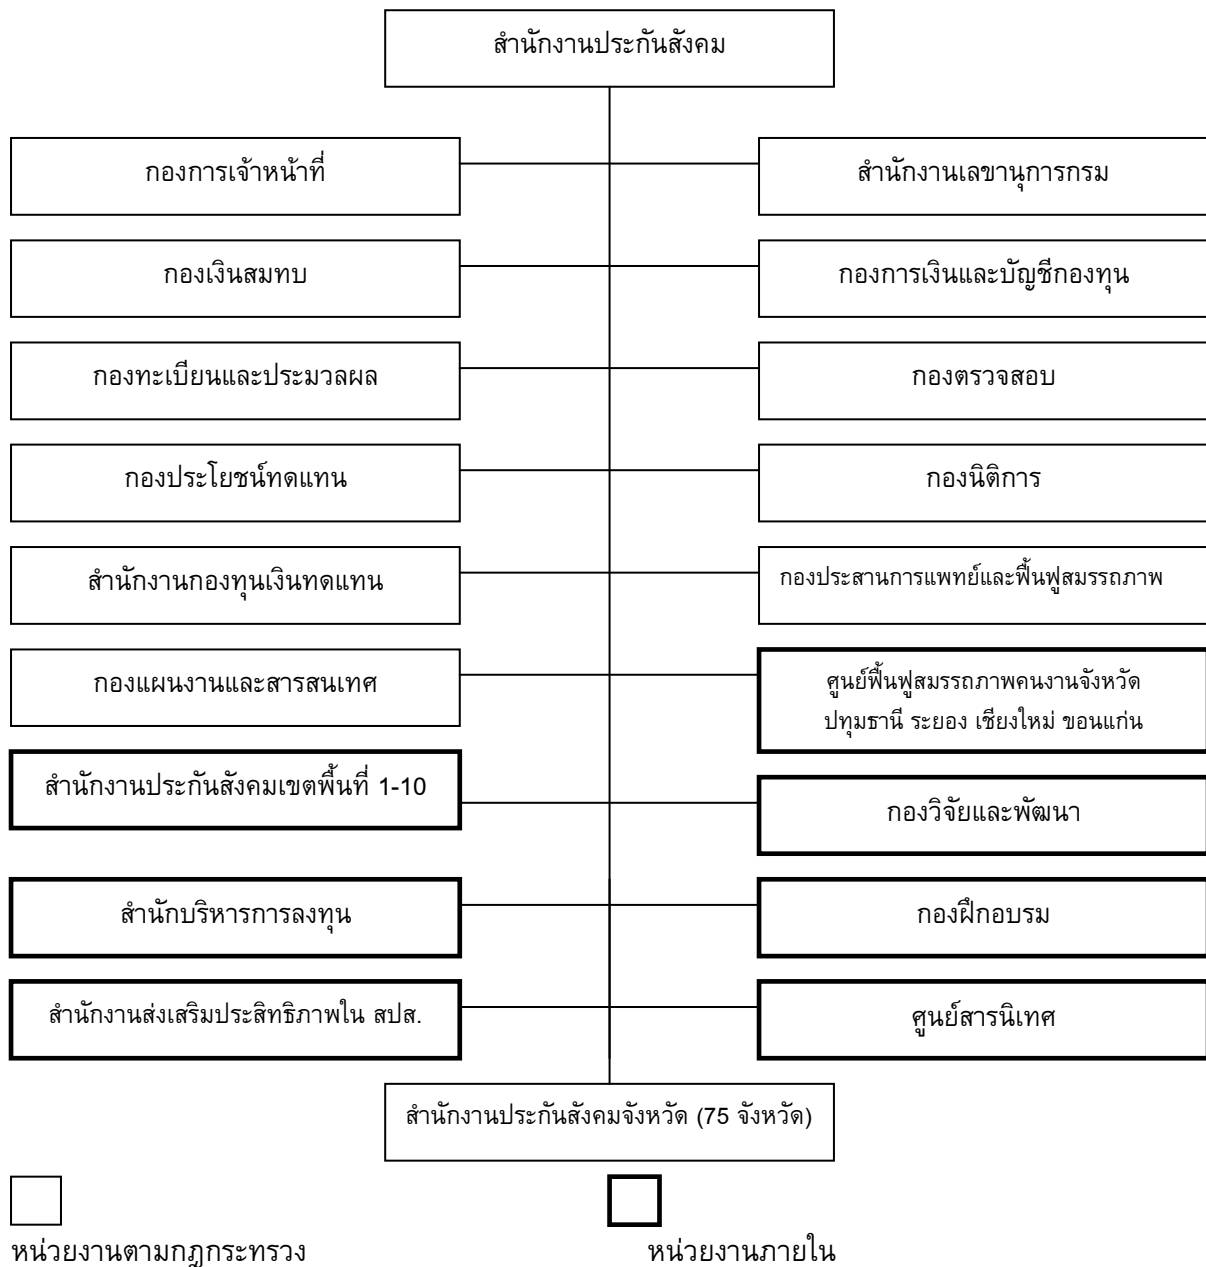 สำนักงานประกันสังคม
กองการเจ้าหน้าที่
สำนักงานเลขานุการกรม
กองเงินสมทบ
กองการเงินและบัญชีกองทุน
กองทะเบียนและประมวลผล
กองตรวจสอบ
กองประโยชน์ทดแทน
กองนิติการ
สำนักงานกองทุนเงินทดแทน
กองประสานการแพทย์และฟื้นฟูสมรรถภาพ
กองแผนงานและสารสนเทศ
ศูนย์ฟื้นฟูสมรรถภาพคนงานจังหวัด
ปทุมธานี ระยอง เชียงใหม่ ขอนแก่น
สำนักงานประกันสังคมเขตพื้นที่ 1-10
กองวิจัยและพัฒนา
สำนักบริหารการลงทุน
กองฝึกอบรม
สำนักงานส่งเสริมประสิทธิภาพใน สปส.
ศูนย์สารนิเทศ
สำนักงานประกันสังคมจังหวัด (75 จังหวัด)
หน่วยงานตามกฎกระทรวง
หน่วยงานภายใน